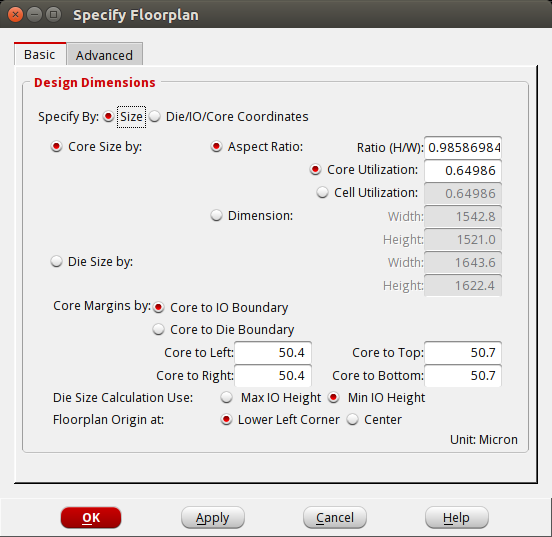 Specify Floorplan
Basic Advanced
Design Dimensions
Specify By: Size Die/IO/Core Coordinates
Core Size by: Aspect Ratio: Ratio (H/W): 0.98586984
Core Utilization: 0.64986
Cell Utilization: 0.64986
Dimension: Width: 1542.8
Height: 1521.0
Die Size by: Width: 1643.6
Height: 1622.4
Core Margins by: Core to IO Boundary
Core to Die Boundary
Core to Left: 50.4 Core to Top: 50.7
Core to Right: 50.4 Core to Bottom: 50.7
Die Size Calculation Use: Max IO Height Min IO Height
Floorplan Origin at: Lower Left Corner Center
Unit: Micron
OK Apply Cancel Help